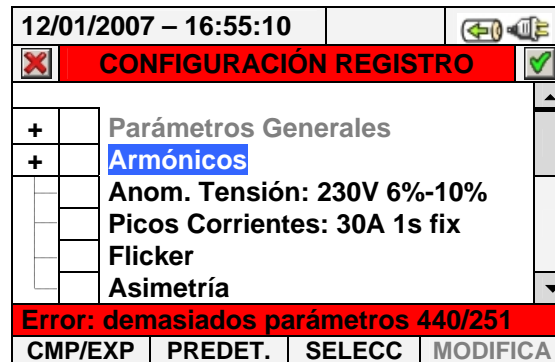 12/01/2007 – 16:55:10
CONFIGURACIÓN REGISTRO
+ Parámetros Generales
+ Armónicos
Anom. Tensión: 230V 6%-10%
Picos Corrientes: 30A 1s fix
Flicker
Asimetría
Error: demasiados parámetros 440/251
CMP/EXP PREDET. SELECC MODIFICA